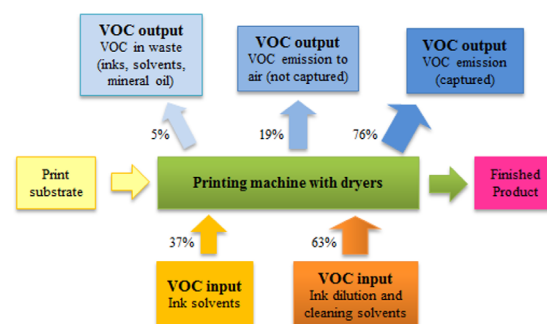 VOC output
VOC in waste
(inks, solvents,
mineral oil)
VOC output
VOC emission to
air (not captured)
VOC output
VOC emission
(captured)
5%
19%
76%
Print
substrate
Printing machine with dryers
Finished
Product
37%
63%
VOC input
Ink solvents
VOC input
Ink dilution and
cleaning solvents